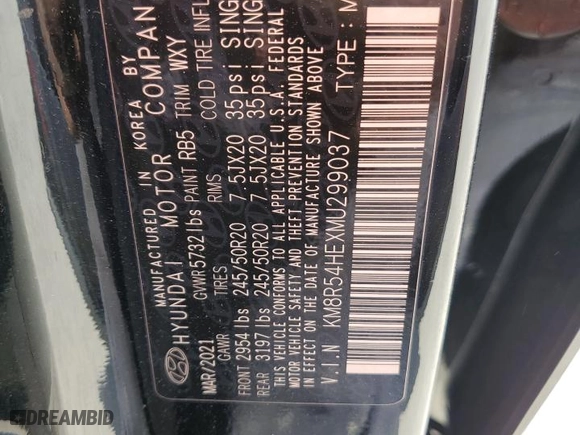 HYUNDAI MOTOR COMPAN
MADE IN KOREA BY
MAR/2021 GVWR 5732 lbs PAINT RB5 TRIM WXY
GAWR TIRES RIMS COLD TIRE INFL
FRONT 2954 lbs 245/50R20 7.5JX20 35psi SING
REAR 3197 lbs 245/50R20 7.5JX20 35psi SING
THIS VEHICLE CONFORMS TO ALL APPLICABLE U.S.A. FEDERAL
MOTOR VEHICLE SAFETY AND THEFT PREVENTION STANDARDS
IN EFFECT ON THE DATE OF MANUFACTURE SHOWN ABOVE
V.I.N KM8R54HEXMU299037 TYPE : M
© DREAMBID